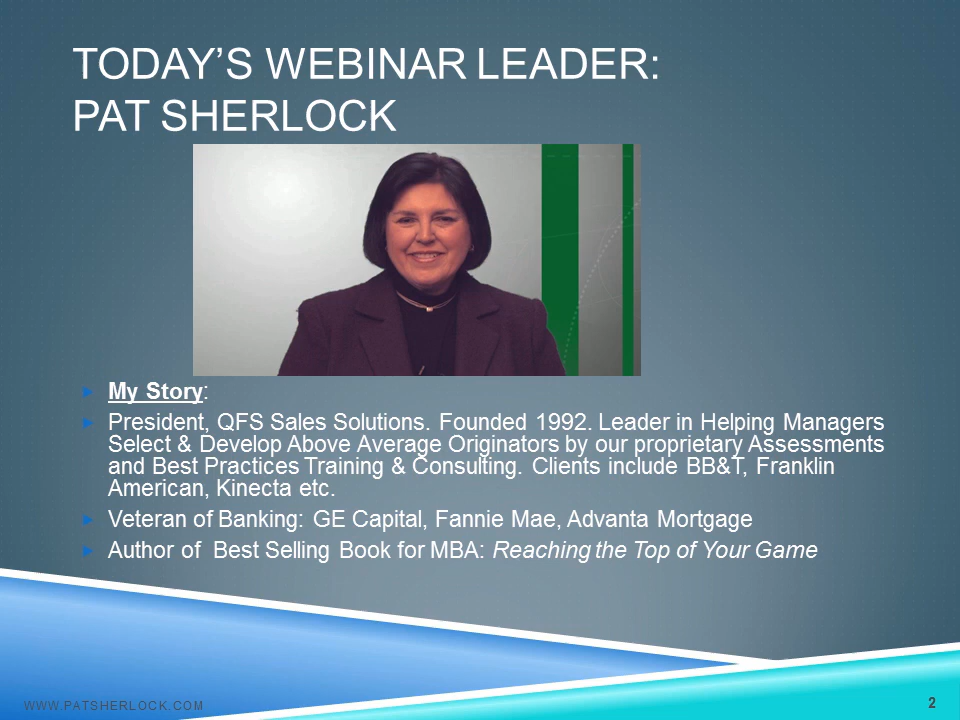 TODAY’S WEBINAR LEADER:
PAT SHERLOCK
My Story:
President, QFS Sales Solutions. Founded 1992. Leader in Helping Managers
Select & Develop Above Average Originators by our proprietary Assessments
and Best Practices Training & Consulting. Clients include BB&T, Franklin
American, Kinecta etc.
Veteran of Banking: GE Capital, Fannie Mae, Advanta Mortgage
Author of Best Selling Book for MBA: Reaching the Top of Your Game
WWW.PATSHERLOCK.COM
2